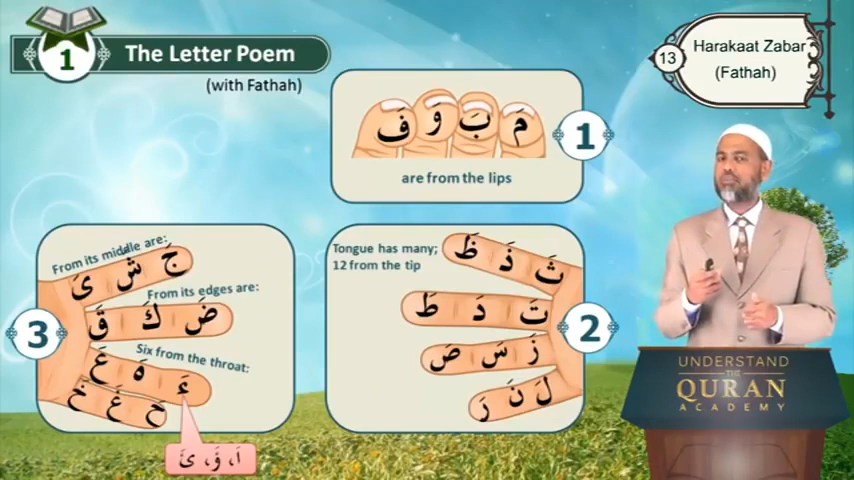 1
The Letter Poem
(with Fathah)
13
Harakaat Zabar
(Fathah)
مَ بَ وَ فَ
1
are from the lips
Tongue has many;
12 from the tip
ثَ ذَ ظَ
تَ دَ طَ
زَ سَ صَ
لَ نَ رَ
2
3
From its middle are:
جَ شَ یَ
From its edges are:
ضَ كَ قَ
Six from the throat:
ءَ هَ عَ
حَ غَ خَ
اَ، ؤَ، ئَ
UNDERSTAND
THE
QURAN
ACADEMY